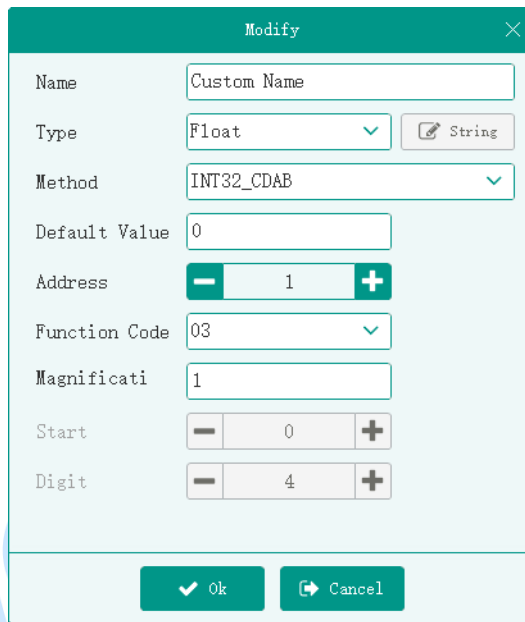 Modify
Name Custom Name
Type Float String
Method INT32_CDAB
Default Value 0
Address 1
Function Code 03
Magnificati 1
Start 0
Digit 4
Ok Cancel